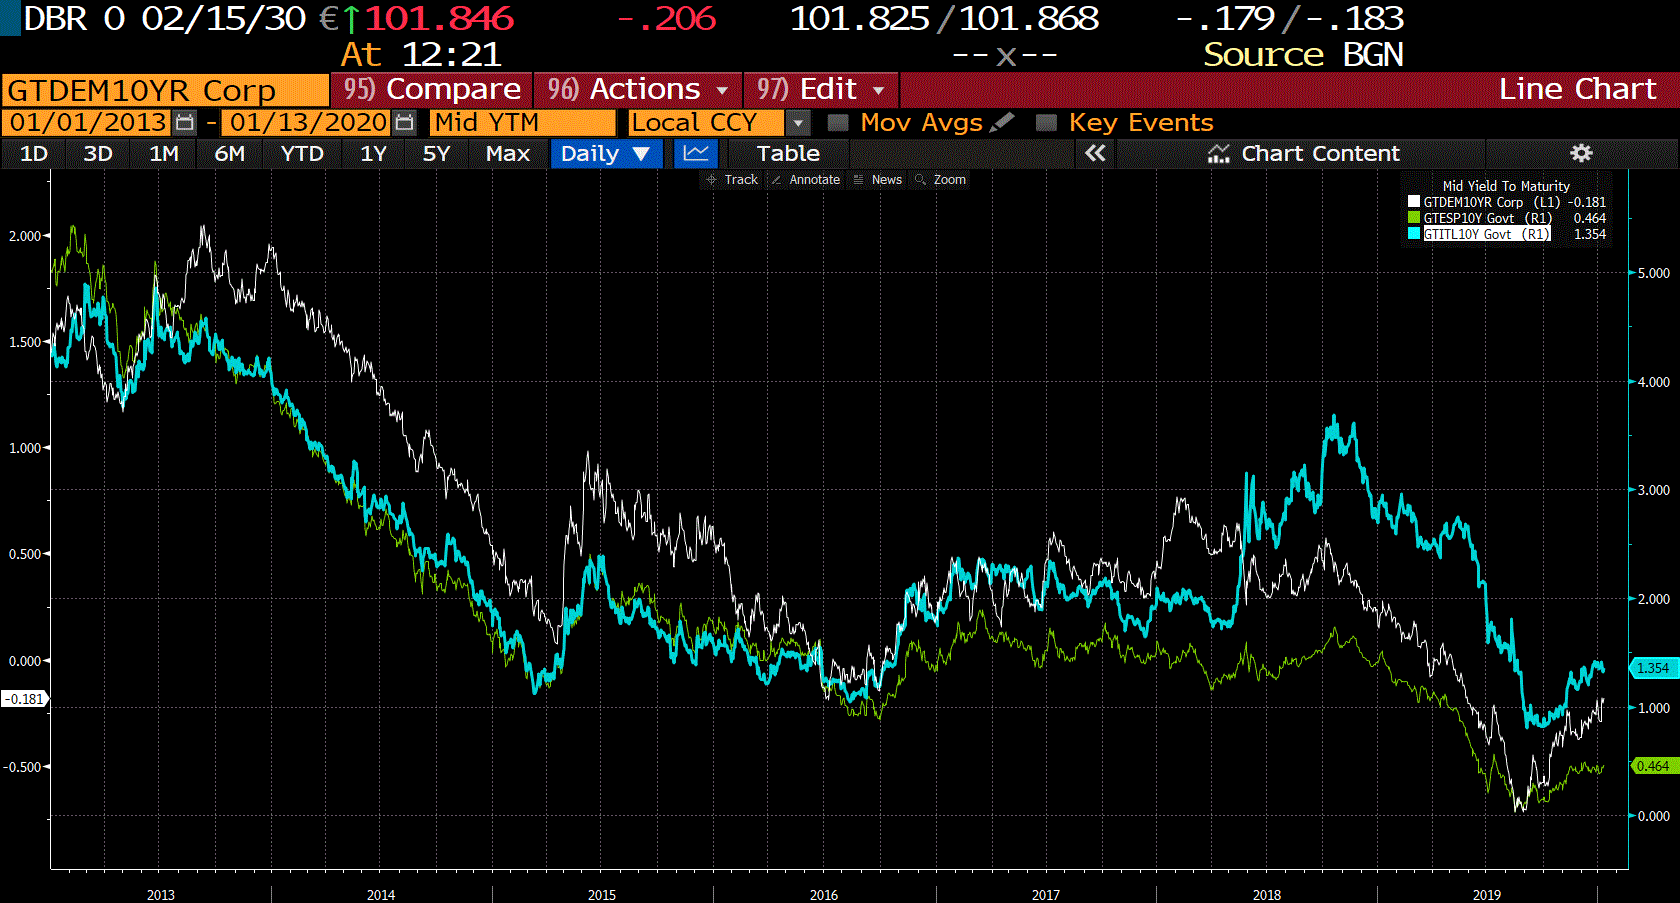 DBR 0 02/15/30 €↑101.846 -.206 101.825/101.868 -.179/-.183
At 12:21 --x-- Source BGN
GTDEM10YR Corp 95) Compare 96) Actions 97) Edit Line Chart
01/01/2013 - 01/13/2020 Mid YTM Local CCY Mov Avgs Key Events
1D 3D 1M 6M YTD 1Y 5Y Max Daily ▼ Table « Chart Content
Track Annotate News Zoom
Mid Yield To Maturity
GTDEM10YR Corp (L1) -0.181
GTESP10Y Govt (R1) 0.464
GTITL10Y Govt (R1) 1.354
2.000
5.000
1.500
4.000
1.000
3.000
0.500
2.000
0.000
1.354
-0.181
1.000
-0.500
0.464
0.000
2013 2014 2015 2016 2017 2018 2019